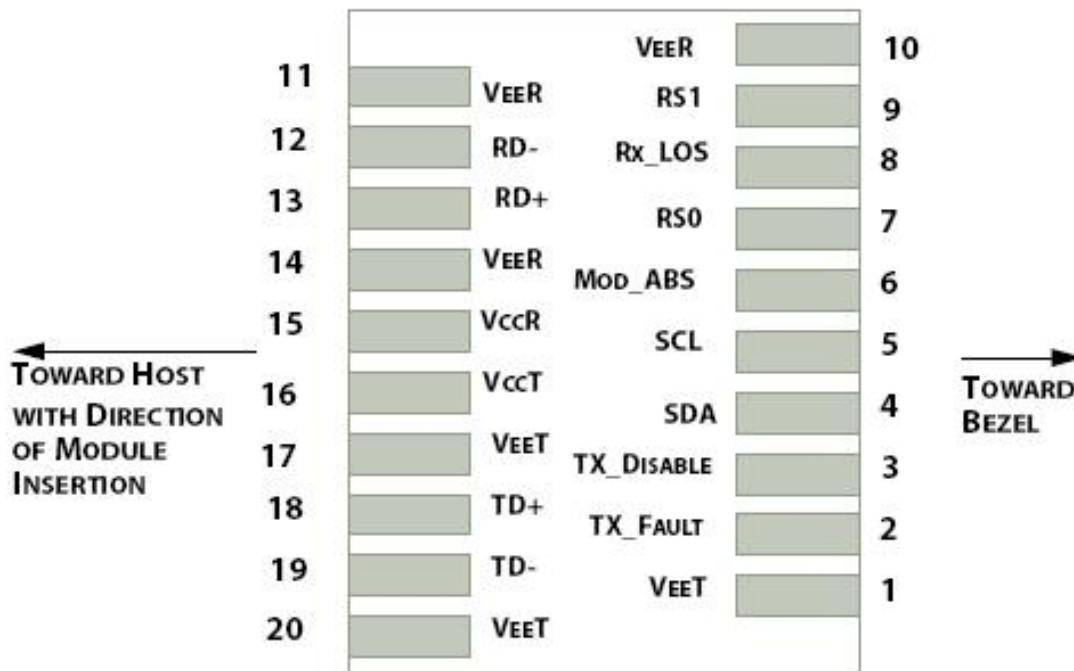 11 VEER
12 RD-
13 RD+
14 VEER
15 VCCR
16 VCCT
17 VEET
18 TD+
19 TD-
20 VEET
VEER 10
RS1 9
RX_LOS 8
RS0 7
MOD_ABS 6
SCL 5
SDA 4
TX_DISABLE 3
TX_FAULT 2
VEET 1
TOWARD HOST
WITH DIRECTION
OF MODULE
INSERTION
TOWARD
BEZEL